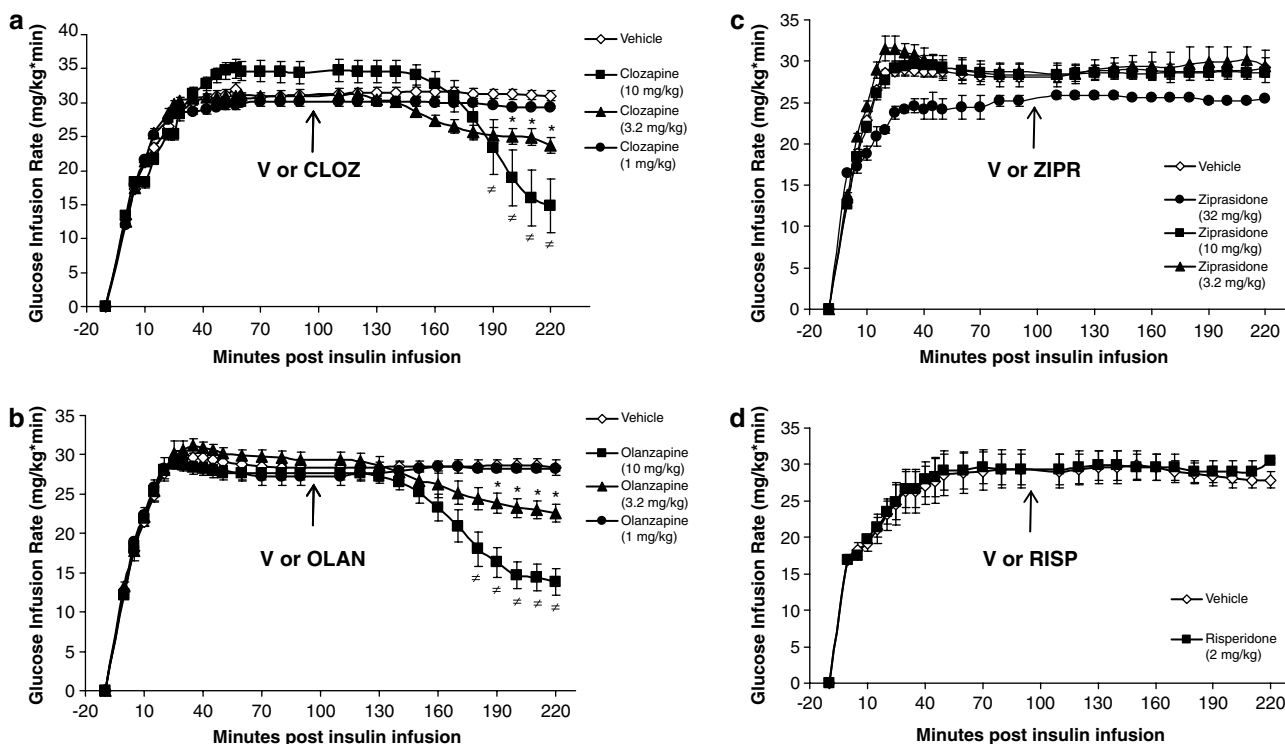 a
Glucose Infusion Rate (mg/kg*min)
40
35
30
25
20
15
10
5
0
-20 10 40 70 100 130 160 190 220
Minutes post insulin infusion
V or CLOZ
* * *
≠
≠
≠ ≠
Vehicle
Clozapine
(10 mg/kg)
Clozapine
(3.2 mg/kg)
Clozapine
(1 mg/kg)
b
Glucose Infusion Rate (mg/kg*min)
35
30
25
20
15
10
5
0
-20 10 40 70 100 130 160 190 220
Minutes post insulin infusion
V or OLAN
* * * *
≠ ≠ ≠ ≠ ≠
Vehicle
Olanzapine
(10 mg/kg)
Olanzapine
(3.2 mg/kg)
Olanzapine
(1 mg/kg)
c
Glucose Infusion Rate (mg/kg*min)
35
30
25
20
15
10
5
0
-20 10 40 70 100 130 160 190 220
Minutes post insulin infusion
V or ZIPR
Vehicle
Ziprasidone
(32 mg/kg)
Ziprasidone
(10 mg/kg)
Ziprasidone
(3.2 mg/kg)
d
Glucose Infusion Rate (mg/kg*min)
35
30
25
20
15
10
5
0
-20 10 40 70 100 130 160 190 220
Minutes post insulin infusion
V or RISP
Vehicle
Risperidone
(2 mg/kg)